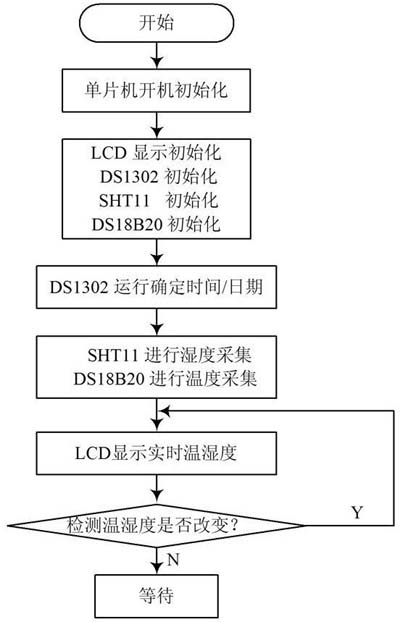 开始
单片机开机初始化
LCD 显示初始化
DS1302 初始化
SHT11 初始化
DS18B20 初始化
DS1302 运行确定时间/日期
SHT11 进行湿度采集
DS18B20 进行温度采集
LCD显示实时温湿度
检测温湿度是否改变？
Y
N
等待